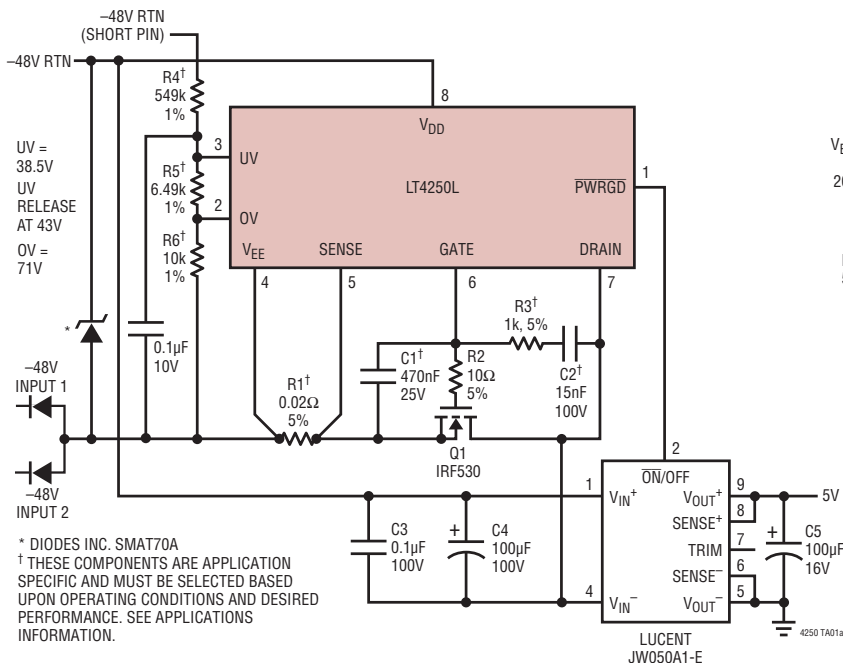 –48V RTN
(SHORT PIN)
–48V RTN
R4†
549k
1%
UV =
38.5V
UV
RELEASE
AT 43V
OV =
71V
R5†
6.49k
1%
R6†
10k
1%
3
2
8
VDD
UV
LT4250L
PWRGD
1
OV
VEE
SENSE
GATE
DRAIN
4
5
6
7
*
0.1µF
10V
R3†
1k, 5%
C1†
470nF
25V
R2
10Ω
5%
C2†
15nF
100V
–48V
INPUT 1
R1†
0.02Ω
5%
Q1
IRF530
–48V
INPUT 2
2
ON/OFF
1
VIN+
VOUT+
9
5V
SENSE+
8
C3
0.1µF
100V
+
C4
100µF
100V
TRIM
7
+
C5
100µF
16V
SENSE–
6
4
VIN–
VOUT–
5
* DIODES INC. SMAT70A
† THESE COMPONENTS ARE APPLICATION
SPECIFIC AND MUST BE SELECTED BASED
UPON OPERATING CONDITIONS AND DESIRED
PERFORMANCE. SEE APPLICATIONS
INFORMATION.
LUCENT
JW050A1-E
4250 TA01a